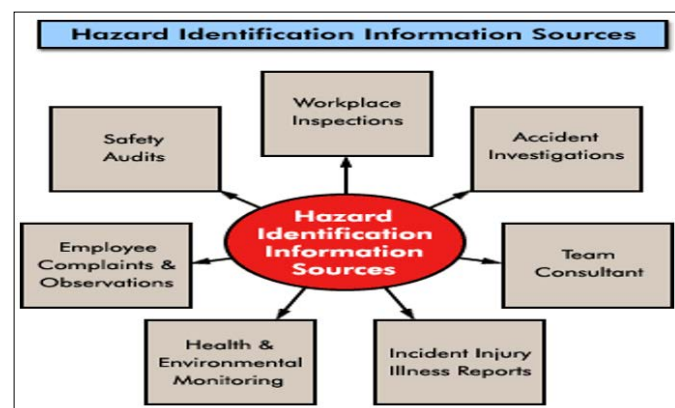 Hazard Identification Information Sources
Workplace
Inspections
Safety
Audits
Accident
Investigations
Hazard
Identification
Information
Sources
Employee
Complaints &
Observations
Team
Consultant
Health &
Environmental
Monitoring
Incident Injury
Illness Reports